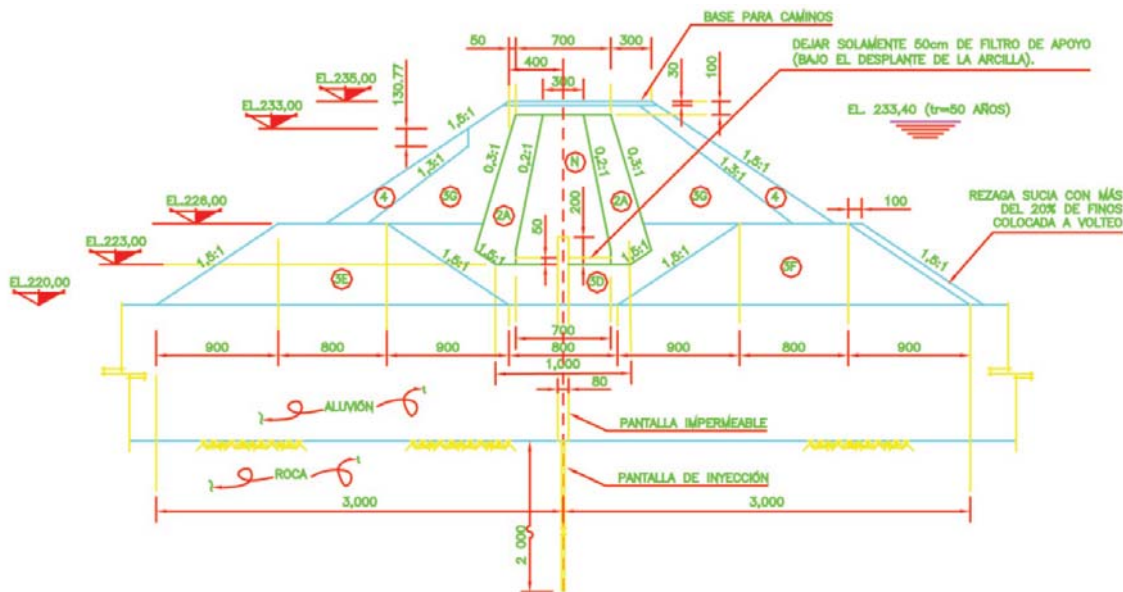 BASE PARA CAMINOS
50
700
300
DEJAR SOLAMENTE 50cm DE FILTRO DE APOYO
(BAJO EL DESPLANTE DE LA ARCILLA).
400
300
30
100
130.77
EL.235,00
EL.233,00
EL. 233,40 (tr=50 AÑOS)
1,5:1
1,3:1
0,3:1
0,2:1
N
0,2:1
0,3:1
1,5:1
1,3:1
4
3G
2A
2A
3G
4
200
100
REZAGA SUCIA CON MÁS
DEL 20% DE FINOS
COLOCADA A VOLTEO
EL.226,00
EL.223,00
50
1,5:1
1,5:1
1,5:1
1,5:1
1,5:1
1,5:1
EL.220,00
3E
3D
3F
700
900
800
900
800
900
800
900
1,000
80
ALUVIÓN
PANTALLA IMPERMEABLE
ROCA
PANTALLA DE INYECCIÓN
3,000
3,000
2 000